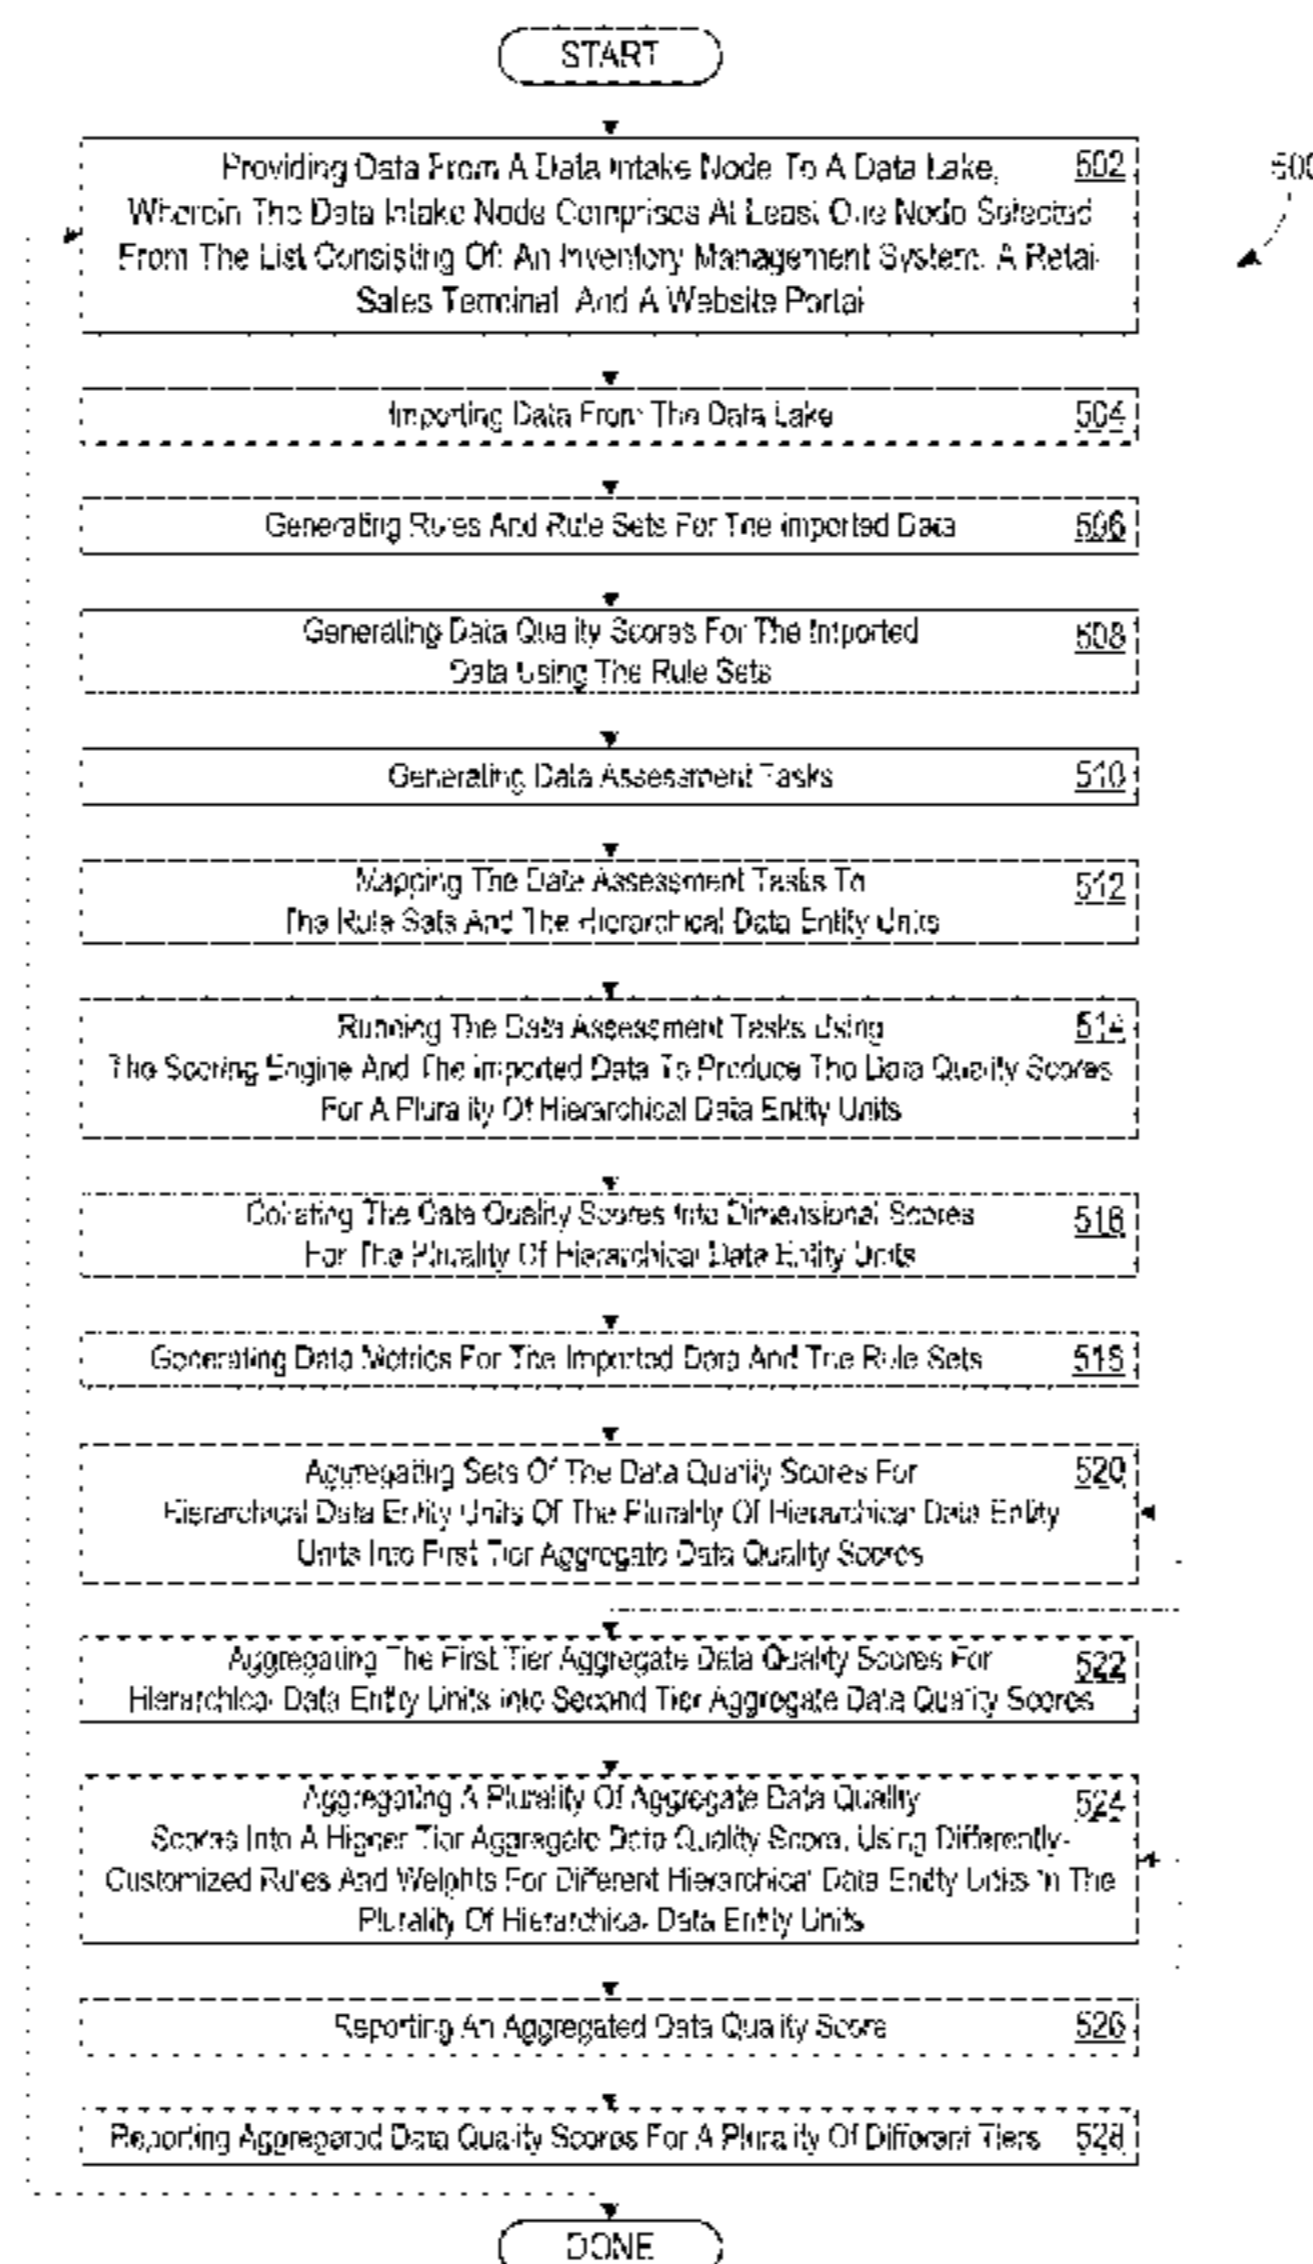 START
Providing Data From A Data Intake Node To A Data Lake, 502
Wherein The Data Intake Node Comprises At Least One Node Selected
From The List Consisting Of: An Inventory Management System, A Retail
Sales Terminal, And A Website Portal
500
Importing Data From The Data Lake 504
Generating Rules And Rule Sets For The Imported Data 506
Generating Data Quality Scores For The Imported 508
Data Using The Rule Sets
Generating Data Assessment Tasks 510
Mapping The Data Assessment Tasks To 512
The Rule Sets And The Hierarchical Data Entity Units
Running The Data Assessment Tasks Using 514
The Scoring Engine And The Imported Data To Produce The Data Quality Scores
For A Plurality Of Hierarchical Data Entity Units
Collating The Data Quality Scores Into Dimensional Scores 516
For The Plurality Of Hierarchical Data Entity Units
Generating Data Metrics For The Imported Data And The Rule Sets 518
Aggregating Sets Of The Data Quality Scores For 520
Hierarchical Data Entity Units Of The Plurality Of Hierarchical Data Entity
Units Into First Tier Aggregate Data Quality Scores
Aggregating The First Tier Aggregate Data Quality Scores For 522
Hierarchical Data Entity Units Into Second Tier Aggregate Data Quality Scores
Aggregating A Plurality Of Aggregate Data Quality 524
Scores Into A Higher Tier Aggregate Data Quality Score, Using Differently-
Customized Rules And Weights For Different Hierarchical Data Entity Units In The
Plurality Of Hierarchical Data Entity Units
Reporting An Aggregated Data Quality Score 526
Reporting Aggregated Data Quality Scores For A Plurality Of Different Tiers 528
DONE